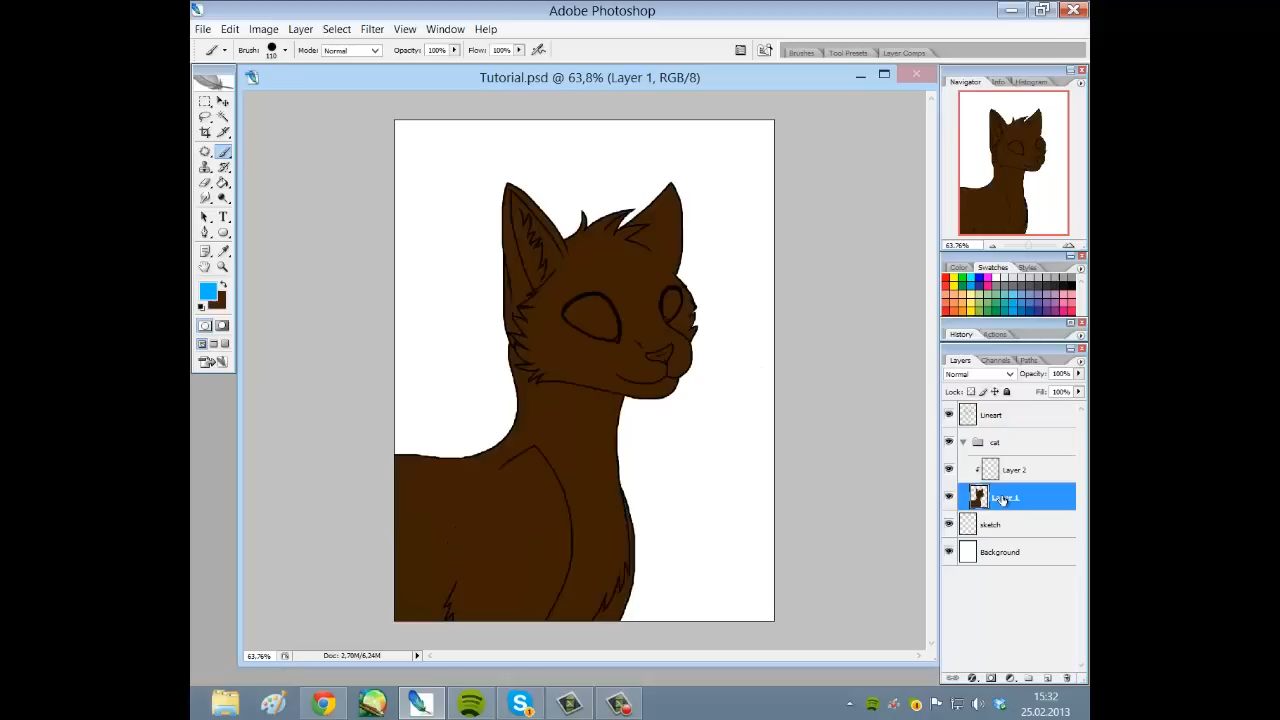 Adobe Photoshop
File Edit Image Layer Select Filter View Window Help
Brush: 110 Mode: Normal Opacity: 100% Flow: 100% Brushes Tool Presets Layer Comps
Tutorial.psd @ 63,8% (Layer 1, RGB/8)
Navigator Info Histogram
63.76%
Color Swatches Styles
History Actions
Layers Channels Paths
Normal Opacity: 100%
Lock: Fill: 100%
Lineart
cat
Layer 2
sketch
Background
63.76% Doc: 2,70M/6,24M
15:32
25.02.2013